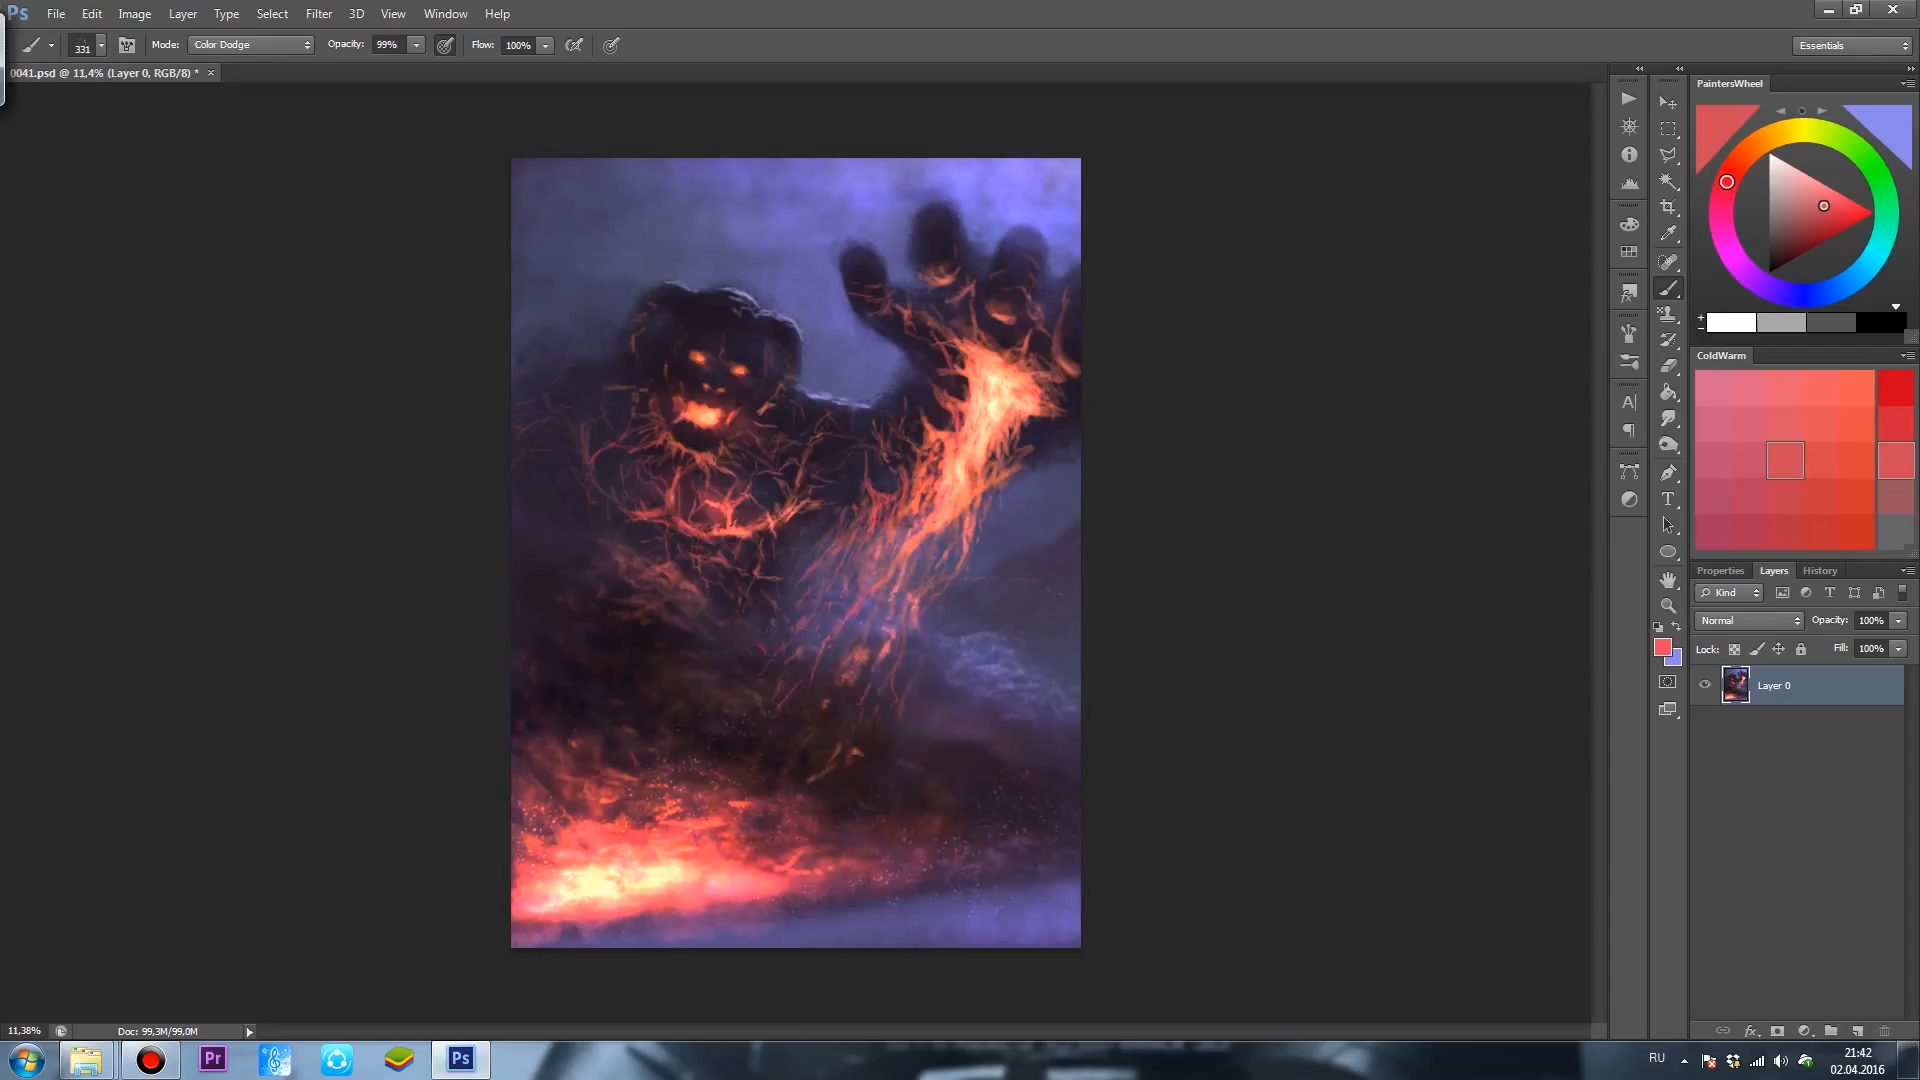 Ps File Edit Image Layer Type Select Filter 3D View Window Help
331 Mode: Color Dodge Opacity: 99% Flow: 100% Essentials
0041.psd @ 11,4% (Layer 0, RGB/8) * ×
PaintersWheel
ColdWarm
Properties Layers History
Kind
Normal Opacity: 100%
Lock: Fill: 100%
Layer 0
11,38% Doc: 99,3M/99,0M
Pr Ps RU 21:42
02.04.2016